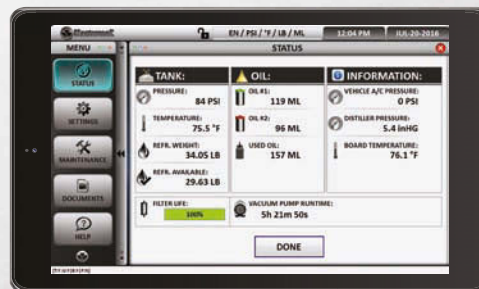 EN / PSI / °F / LB / ML
12:04 PM
JUL-20-2016
MENU
STATUS
STATUS
SETTINGS
MAINTENANCE
DOCUMENTS
HELP
TANK:
PRESSURE:
84 PSI
TEMPERATURE:
75.5 °F
REFR. WEIGHT:
34.05 LB
REFR. AVAILABLE:
29.63 LB
OIL:
OIL #1:
119 ML
OIL #2:
96 ML
USED OIL:
157 ML
INFORMATION:
VEHICLE A/C PRESSURE:
0 PSI
DISTILLER PRESSURE:
5.4 inHG
BOARD TEMPERATURE:
76.1 °F
FILTER LIFE:
100%
VACUUM PUMP RUNTIME:
5h 21m 50s
DONE